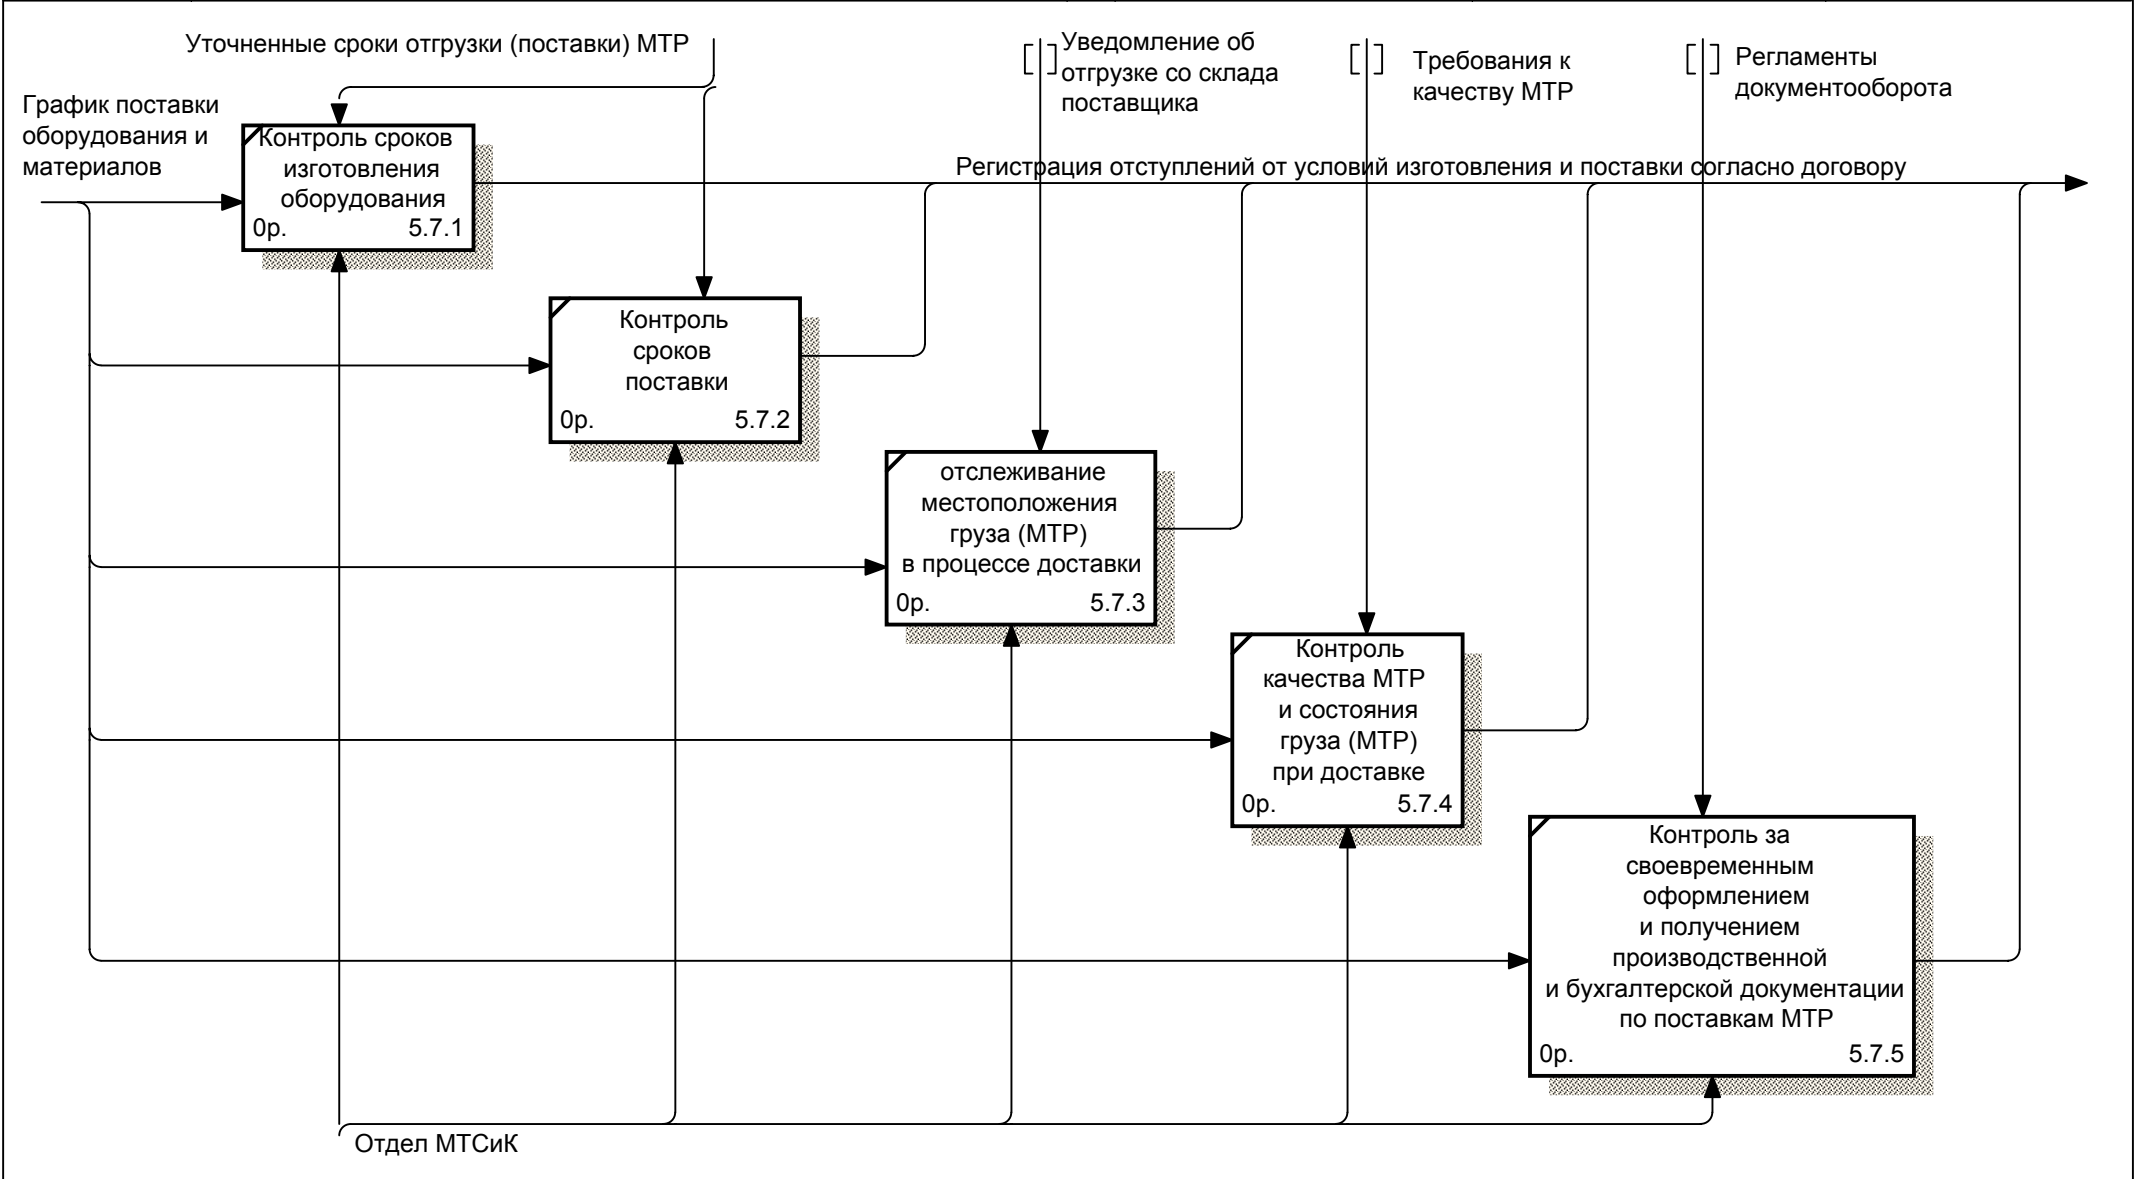 Уточненные сроки отгрузки (поставки) МТР
Уведомление об
отгрузке со склада
поставщика
Требования к
качеству МТР
Регламенты
документооборота
График поставки
оборудования и
материалов
Контроль сроков
изготовления
оборудования
0р. 5.7.1
Регистрация отступлений от условий изготовления и поставки согласно договору
Контроль
сроков
поставки
0р. 5.7.2
отслеживание
местоположения
груза (МТР)
в процессе доставки
0р. 5.7.3
Контроль
качества МТР
и состояния
груза (МТР)
при доставке
0р. 5.7.4
Контроль за
своевременным
оформлением
и получением
производственной
и бухгалтерской документации
по поставкам МТР
0р. 5.7.5
Отдел МТСиК